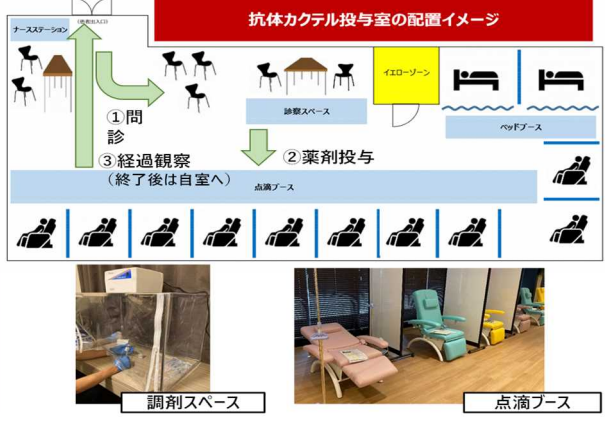 抗体カクテル投与室の配置イメージ
ナースステーション
イエローゾーン
診察スペース
ベッドブース
①問
診
②薬剤投与
③経過観察
（終了後は自室へ）
点滴ブース
調剤スペース
点滴ブース